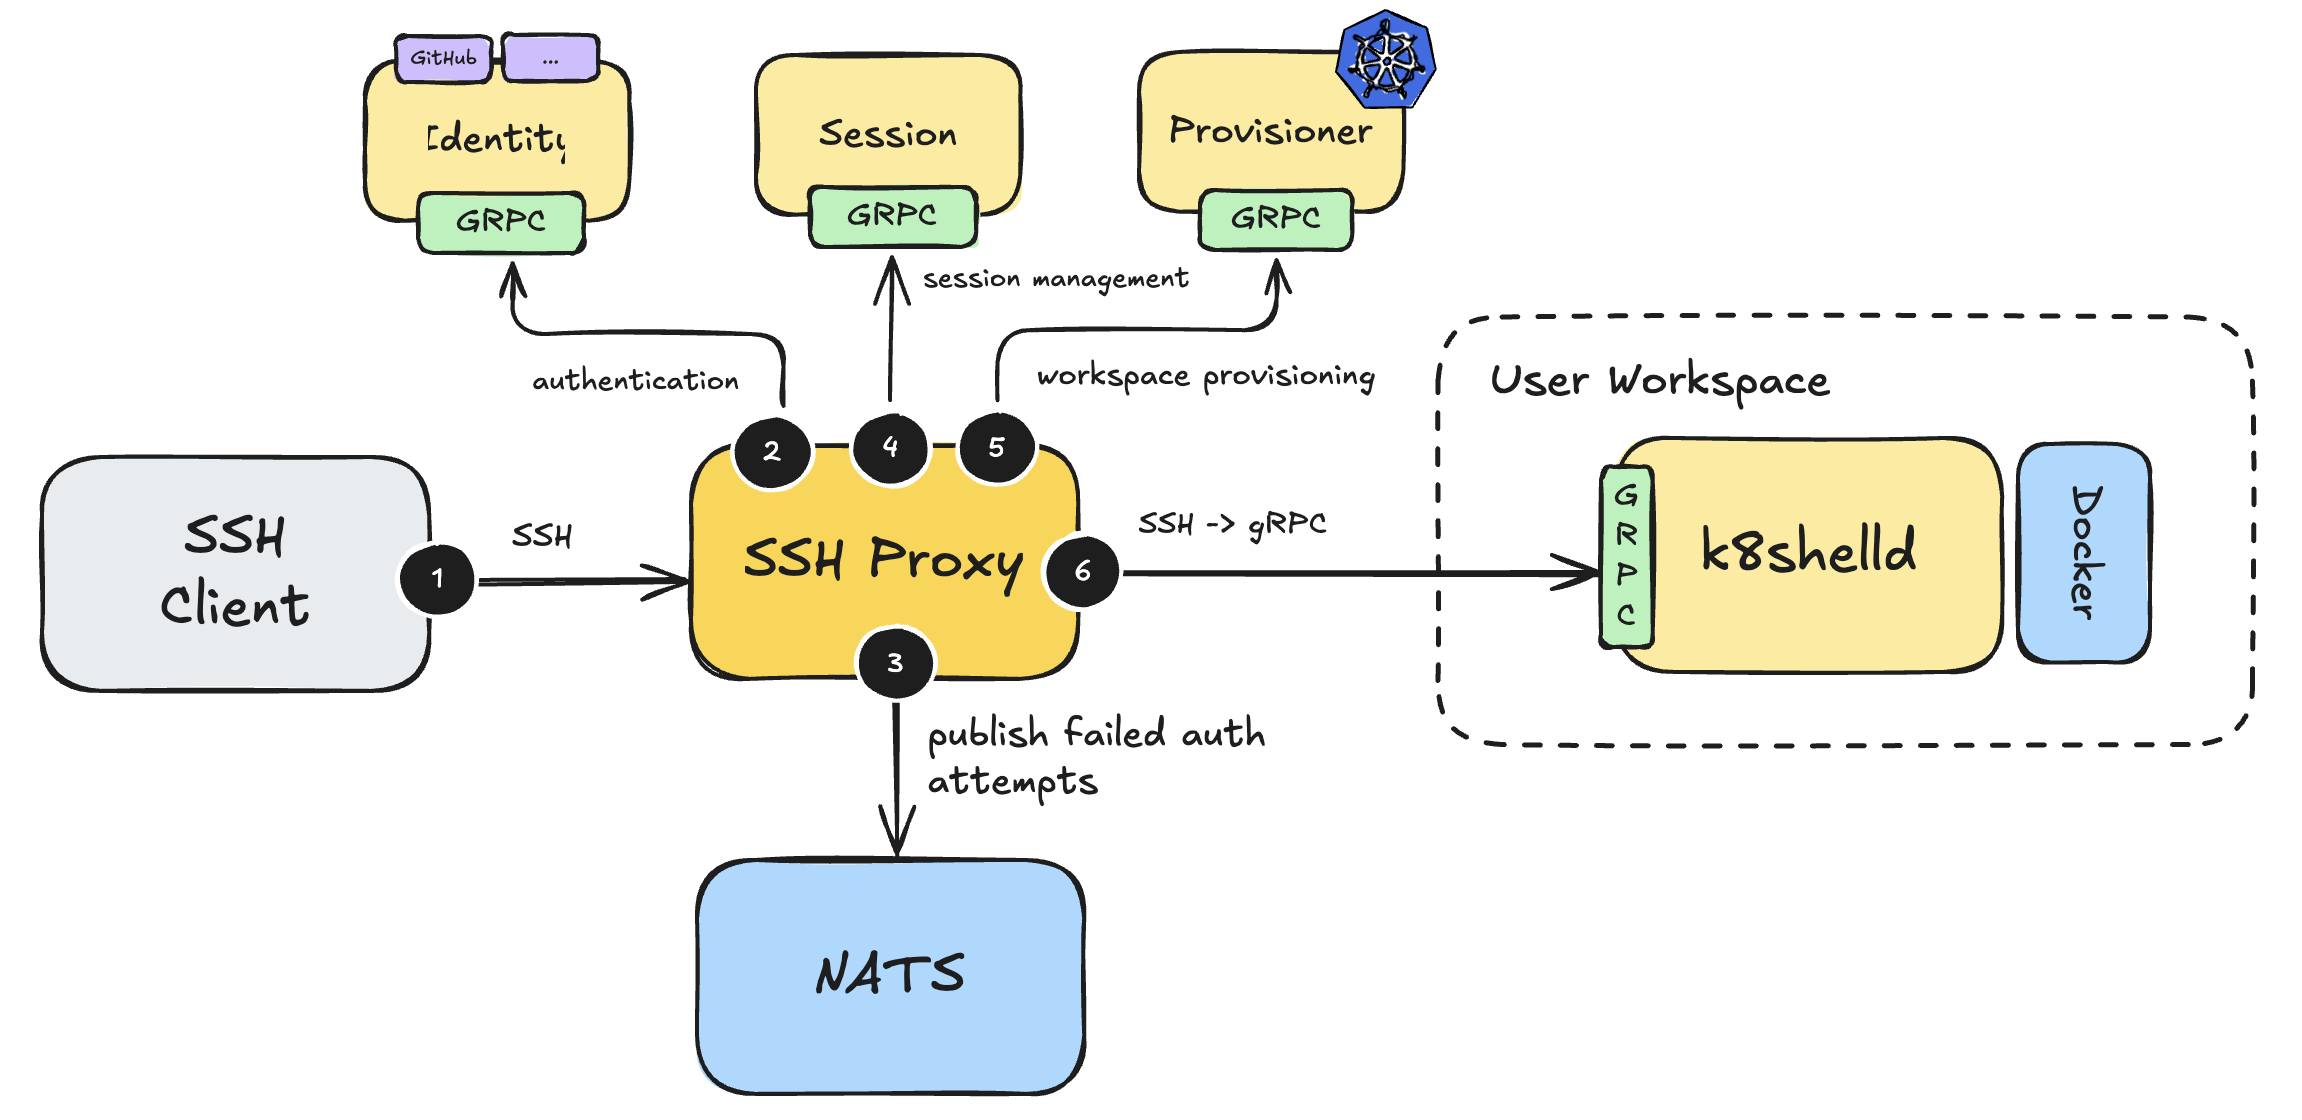 GitHub
...
Identity
GRPC
Session
GRPC
Provisioner
GRPC
session management
authentication
workspace provisioning
2
4
5
SSH
Client
1
SSH
SSH Proxy
6
SSH -> gRPC
3
publish failed auth
attempts
NATS
User Workspace
G
R
P
C
k8shelld
Docker